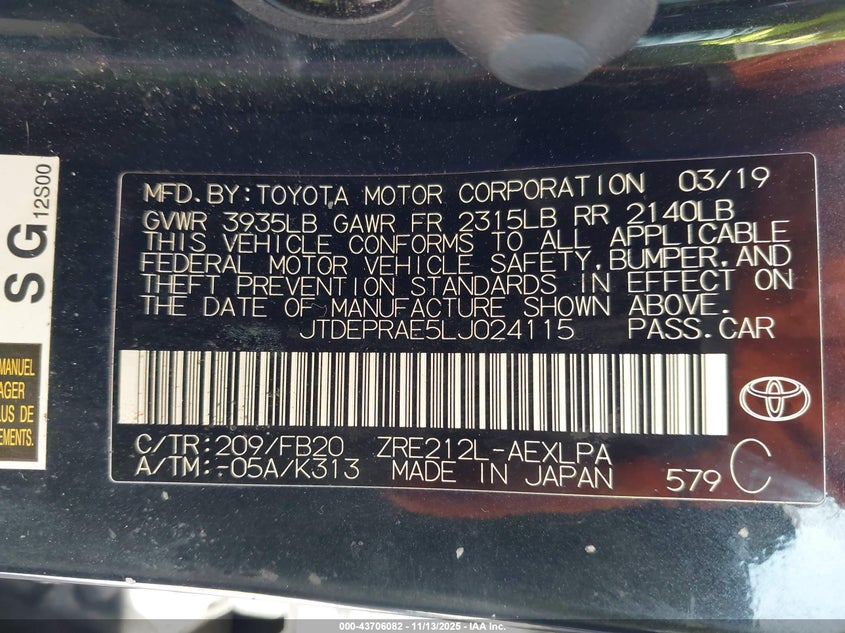 SG
12S00
MANUEL
AGER
LUS DE
EMENTS.
MFD.BY:TOYOTA MOTOR CORPORATION 03/19
GVWR 3935LB GAWR FR 2315LB RR 2140LB
THIS VEHICLE CONFORMS TO ALL APPLICABLE
FEDERAL MOTOR VEHICLE SAFETY,BUMPER,AND
THEFT PREVENTION STANDARDS IN EFFECT ON
THE DATE OF MANUFACTURE SHOWN ABOVE.
JTDEPRAE5LJ024115 PASS.CAR
C/TR:209/FB20 ZRE212L-AEXLPA
A/TM:-05A/K313 MADE IN JAPAN 579 C
000-43706082 - 11/13/2025 - IAA Inc.